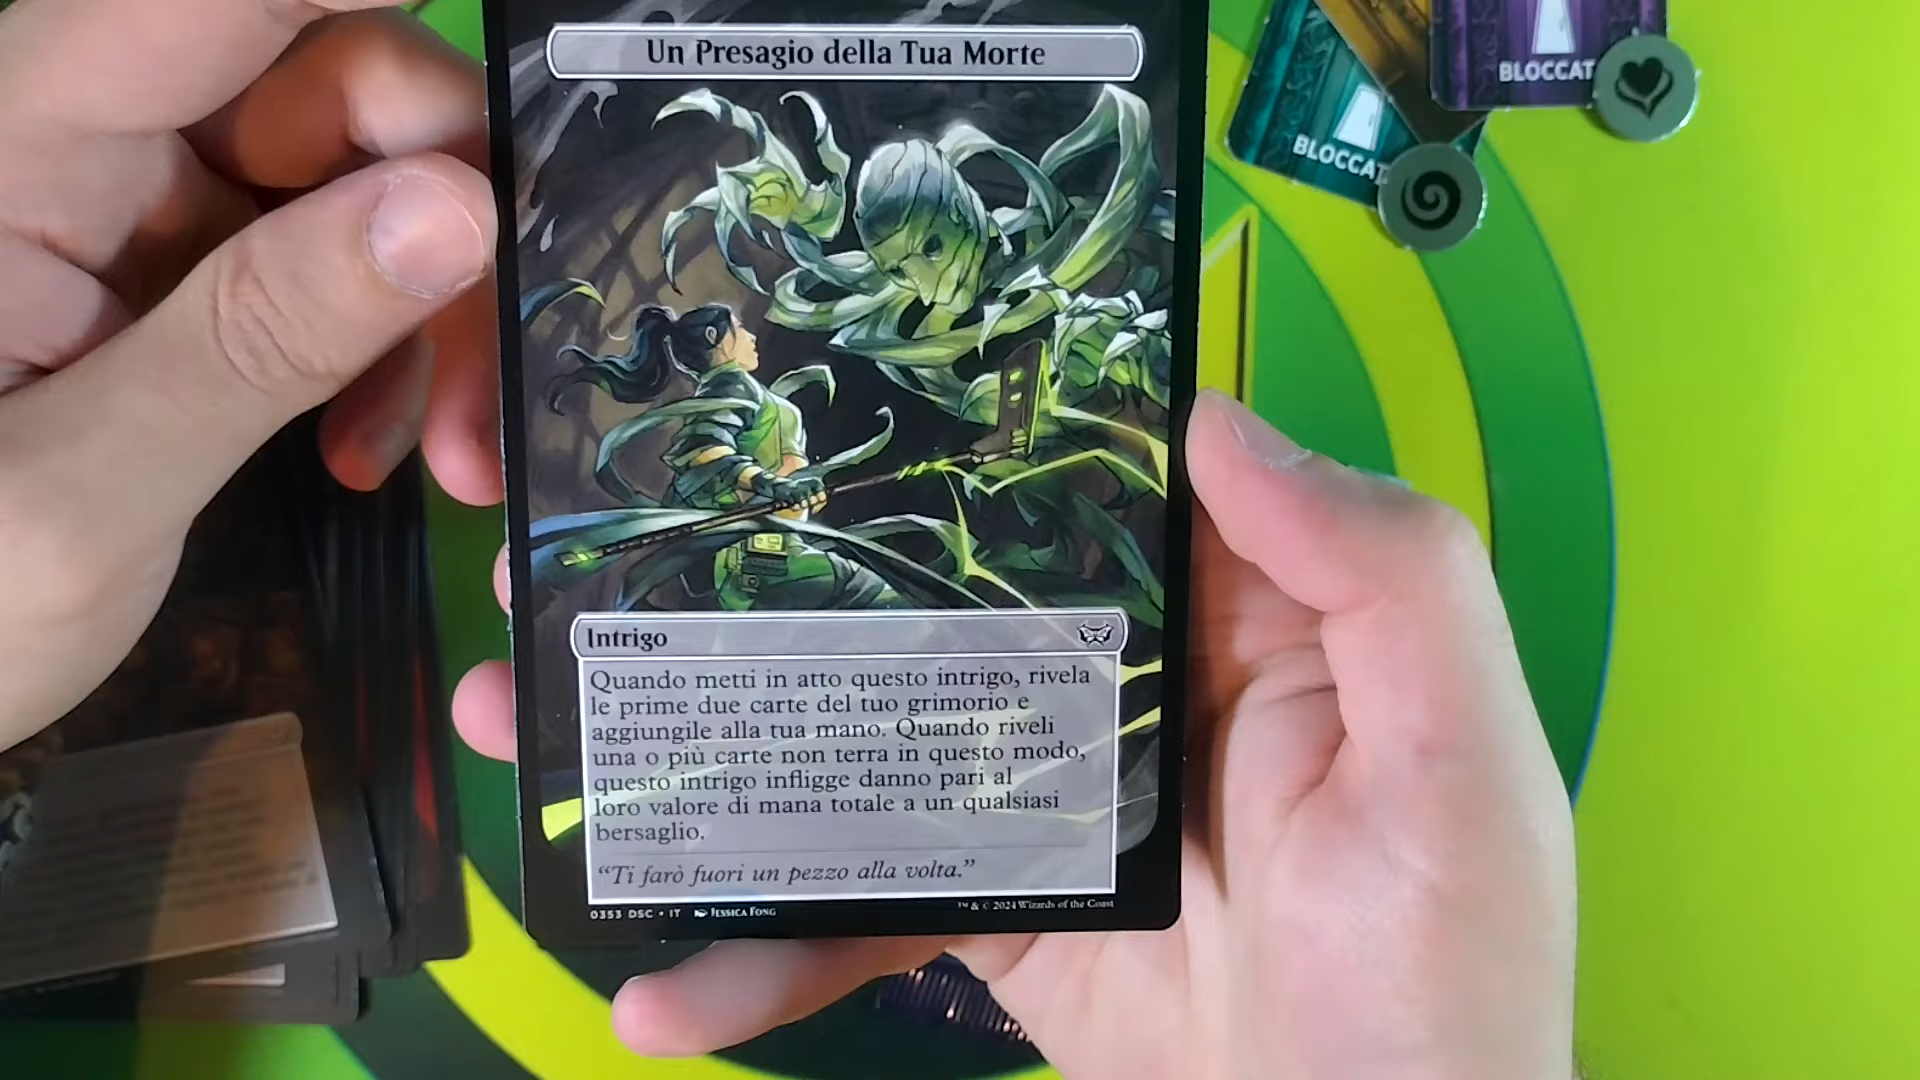 Un Presagio della Tua Morte
BLOCCAT
BLOCCAT
Intrigo
Quando metti in atto questo intrigo, rivela
le prime due carte del tuo grimorio e
aggiungile alla tua mano. Quando riveli
una o più carte non terra in questo modo,
questo intrigo infligge danno pari al
loro valore di mana totale a un qualsiasi
bersaglio.
“Ti farò fuori un pezzo alla volta.”
0353 DSC • IT JESSICA FONG
™ & © 2024 Wizards of the Coast